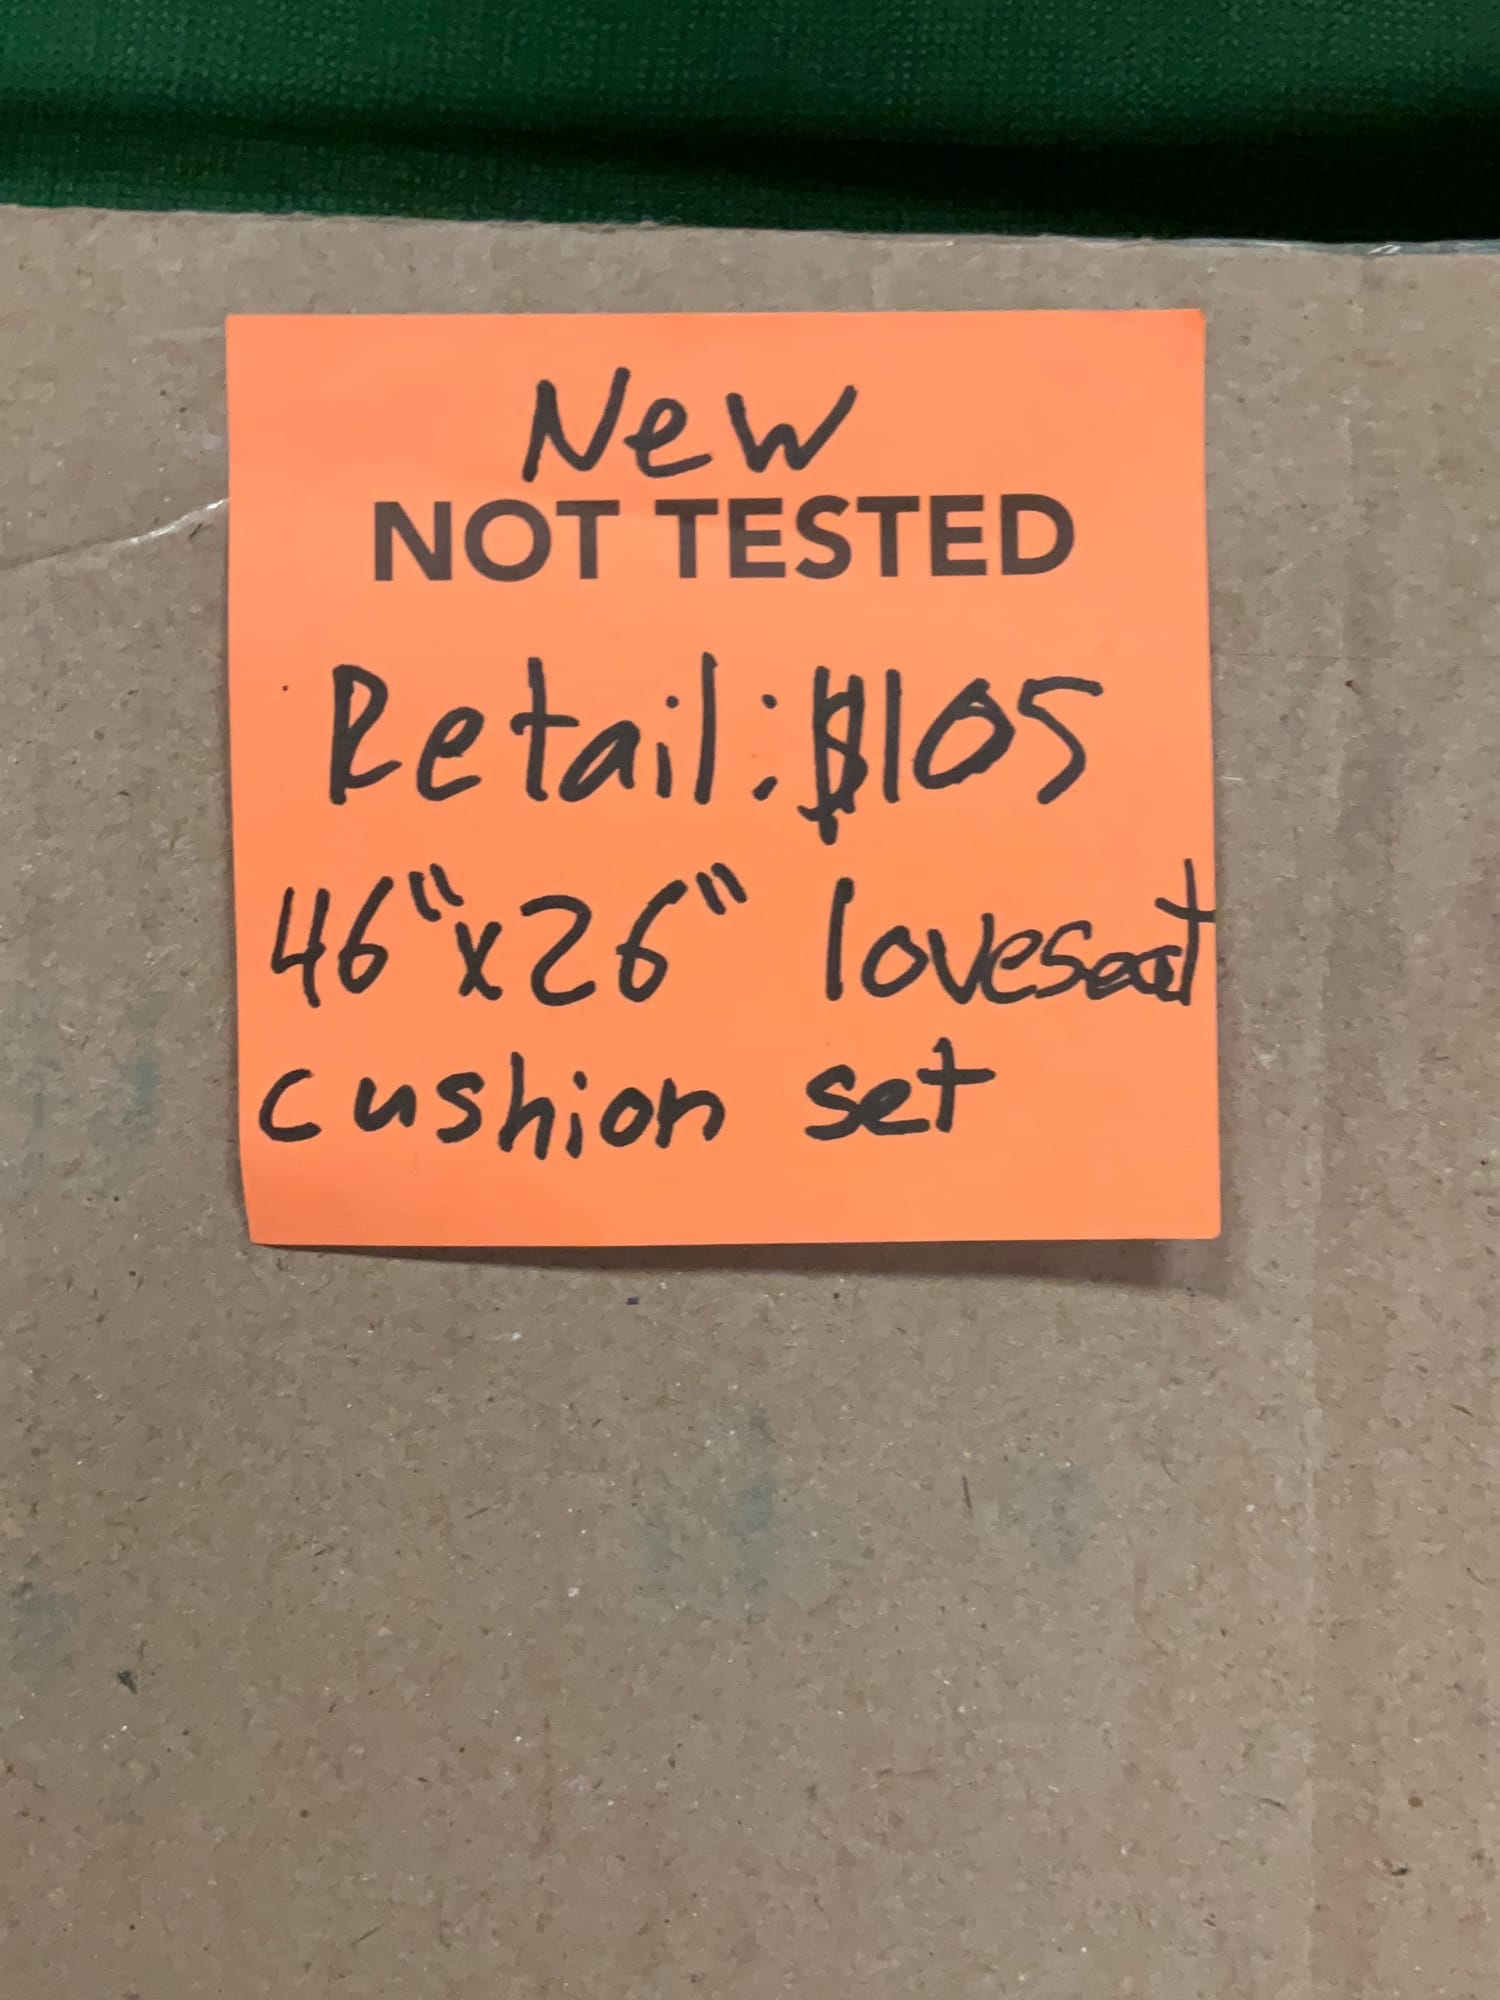 New
NOT TESTED
Retail: $105
46"x26" loveseat
cushion set